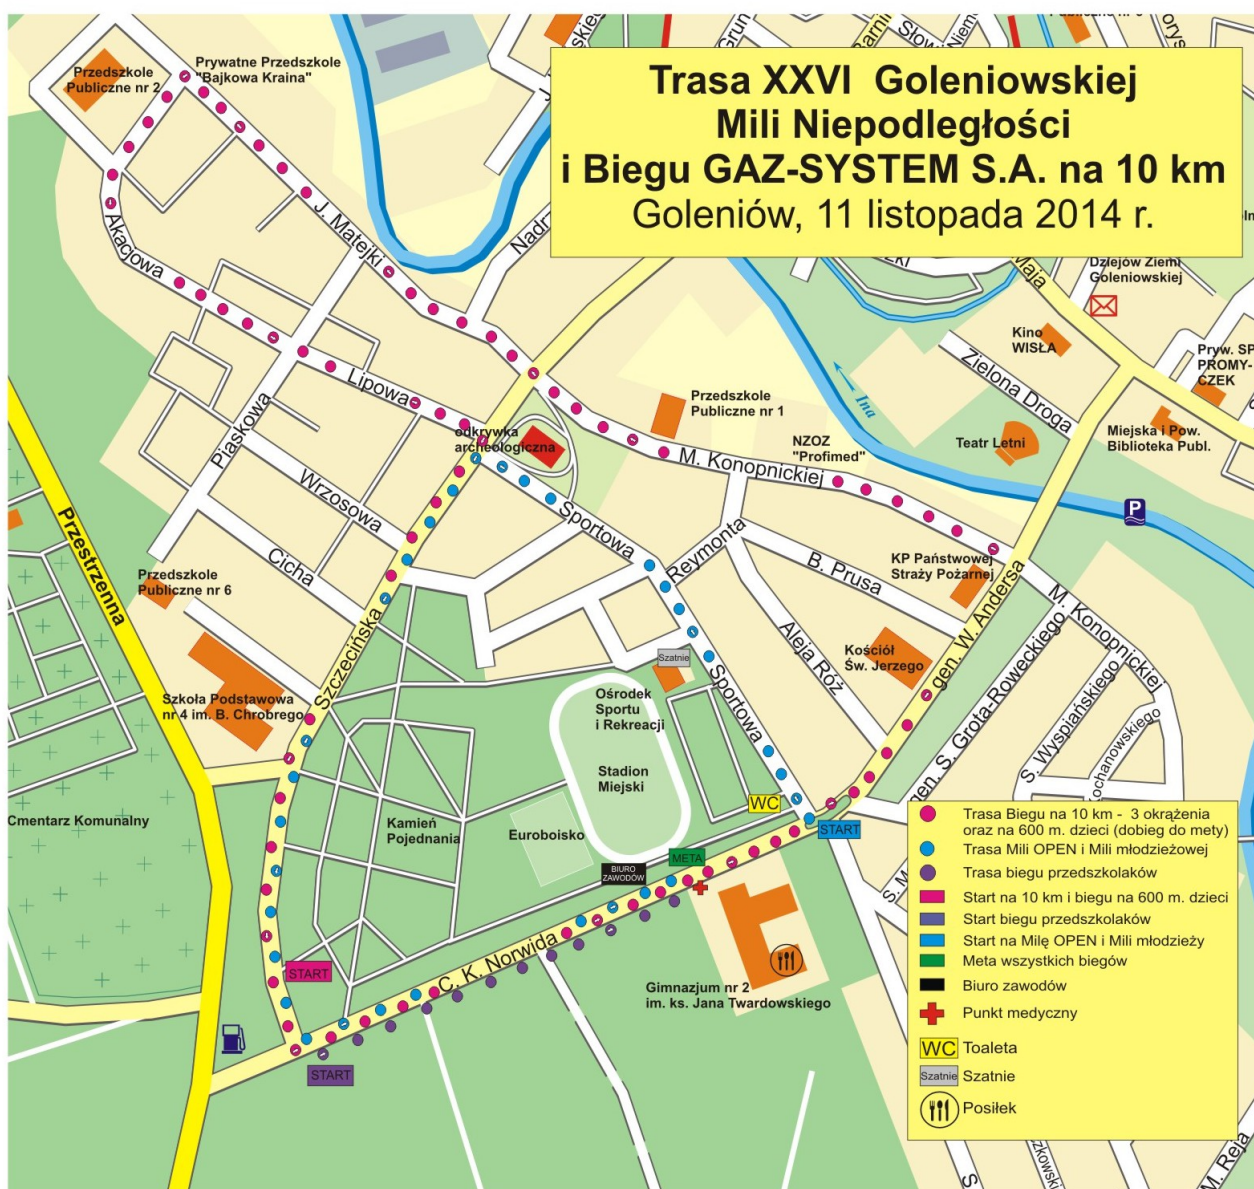 Trasa XXVI Goleniowskiej
Mili Niepodległości
i Biegu GAZ-SYSTEM S.A. na 10 km
Goleniów, 11 listopada 2014 r.
Przedszkole
Publiczne nr 2
Prywatne Przedszkole
"Bajkowa Kraina"
Akacjowa
J. Matejki
Lipowa
Piaskowa
Wrzosowa
Cicha
Przestrzenna
odkrywka
archeologiczna
Przedszkole
Publiczne nr 1
NZOZ
"Profimed"
M. Konopnickiej
Ina
Kino
WISŁA
Dziejów Ziemi
Goleniowskiej
Maja
Zielona Droga
Teatr Letni
Pryw. SP
PROMY-
CZEK
Miejska i Pow.
Biblioteka Publ.
P
Sportowa
Reymonta
B. Prusa
Aleja Róż
KP Państwowej
Straży Pożarnej
Kościół
Św. Jerzego
gen. W. Andersa
M. Konopnickiej
gen. S. Grota-Roweckiego
S. Wyspiańskiego
Kochanowskiego
Przedszkole
Publiczne nr 6
Szkoła Podstawowa
nr 4 im. B. Chrobrego
Szczecińska
Szatnie
Ośrodek
Sportu
i Rekreacji
Stadion
Miejski
Sportowa
Cmentarz Komunalny
Kamień
Pojednania
Euroboisko
WC
START
META
BIURO
ZAWODÓW
START
C. K. Norwida
START
Gimnazjum nr 2
im. ks. Jana Twardowskiego
Trasa Biegu na 10 km - 3 okrążenia
oraz na 600 m. dzieci (dobieg do mety)
Trasa Mili OPEN i Mili młodzieżowej
Trasa biegu przedszkolaków
Start na 10 km i biegu na 600 m. dzieci
Start biegu przedszkolaków
Start na Milę OPEN i Mili młodzieży
Meta wszystkich biegów
Biuro zawodów
Punkt medyczny
WC Toaleta
Szatnie Szatnie
Posiłek
M. Reja